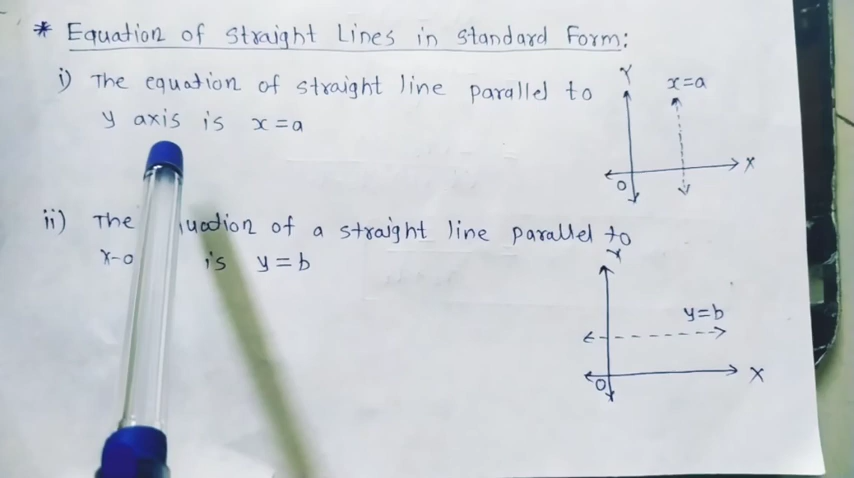 * Equation of straight Lines in standard Form:
i) The equation of straight line parallel to
y axis is x = a
Y
x=a
X
O
ii) The of a straight line parallel to
is y = b
Y
y=b
O
X